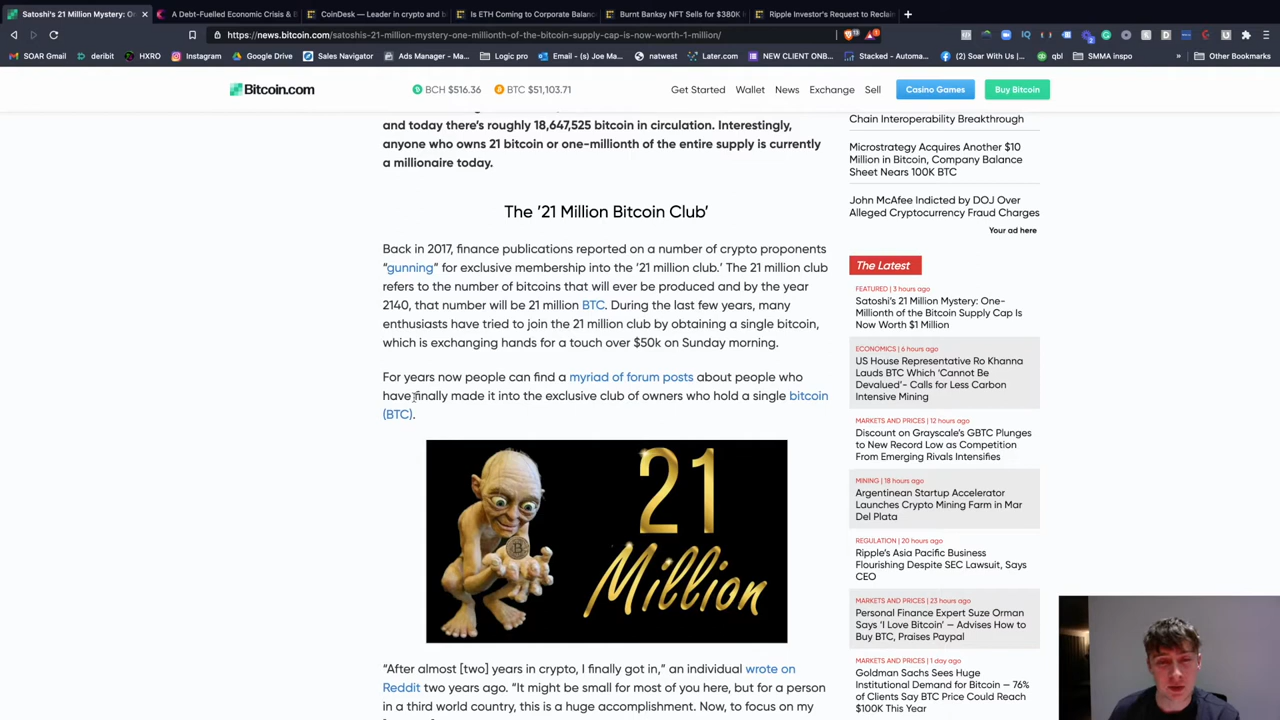 Satoshi's 21 Million Mystery: On
A Debt-Fuelled Economic Crisis & B
CoinDesk — Leader in crypto and b
Is ETH Coming to Corporate Balanc
Burnt Banksy NFT Sells for $380K
Ripple Investor's Request to Reclai
https://news.bitcoin.com/satoshis-21-million-mystery-one-millionth-of-the-bitcoin-supply-cap-is-now-worth-1-million/
SOAR Gmail
deribit
HXRO
Instagram
Google Drive
Sales Navigator
Ads Manager - (M...
Logic pro
Email - (s) Joe Ma...
natwest
Later.com
NEW CLIENT ONB...
Stacked - Automa...
(2) Soar With Us |...
qbl
SMMA inspo
»
Other Bookmarks
Bitcoin.com
BCH $516.36
BTC $51,103.71
Get Started
Wallet
News
Exchange
Sell
Casino Games
Buy Bitcoin
and today there's roughly 18,647,525 bitcoin in circulation. Interestingly,
anyone who owns 21 bitcoin or one-millionth of the entire supply is currently
a millionaire today.
The '21 Million Bitcoin Club'
Back in 2017, finance publications reported on a number of crypto proponents
“gunning” for exclusive membership into the ‘21 million club.’ The 21 million club
refers to the number of bitcoins that will ever be produced and by the year
2140, that number will be 21 million BTC. During the last few years, many
enthusiasts have tried to join the 21 million club by obtaining a single bitcoin,
which is exchanging hands for a touch over $50k on Sunday morning.
For years now people can find a myriad of forum posts about people who
have finally made it into the exclusive club of owners who hold a single bitcoin
(BTC).
21
Million
“After almost [two] years in crypto, I finally got in,” an individual wrote on
Reddit two years ago. “It might be small for most of you here, but for a person
in a third world country, this is a huge accomplishment. Now, to focus on my
Chain Interoperability Breakthrough
Microstrategy Acquires Another $10
Million in Bitcoin, Company Balance
Sheet Nears 100K BTC
John McAfee Indicted by DOJ Over
Alleged Cryptocurrency Fraud Charges
Your ad here
The Latest
FEATURED | 3 hours ago
Satoshi's 21 Million Mystery: One-
Millionth of the Bitcoin Supply Cap Is
Now Worth $1 Million
ECONOMICS | 6 hours ago
US House Representative Ro Khanna
Lauds BTC Which ‘Cannot Be
Devalued’- Calls for Less Carbon
Intensive Mining
MARKETS AND PRICES | 12 hours ago
Discount on Grayscale's GBTC Plunges
to New Record Low as Competition
From Emerging Rivals Intensifies
MINING | 18 hours ago
Argentinean Startup Accelerator
Launches Crypto Mining Farm in Mar
Del Plata
REGULATION | 20 hours ago
Ripple's Asia Pacific Business
Flourishing Despite SEC Lawsuit, Says
CEO
MARKETS AND PRICES | 23 hours ago
Personal Finance Expert Suze Orman
Says ‘I Love Bitcoin’ — Advises How to
Buy BTC, Praises Paypal
MARKETS AND PRICES | 1 day ago
Goldman Sachs Sees Huge
Institutional Demand for Bitcoin — 76%
of Clients Say BTC Price Could Reach
$100K This Year